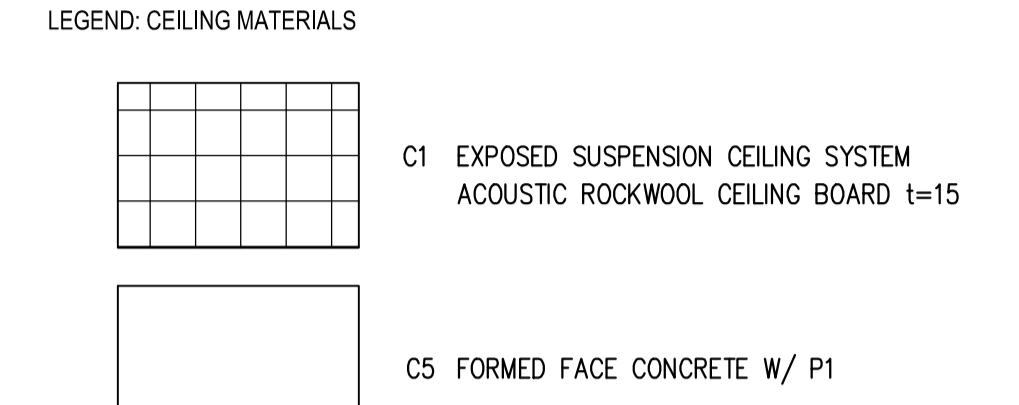 LEGEND: CEILING MATERIALS
C1 EXPOSED SUSPENSION CEILING SYSTEM
ACOUSTIC ROCKWOOL CEILING BOARD t=15
C5 FORMED FACE CONCRETE W/ P1